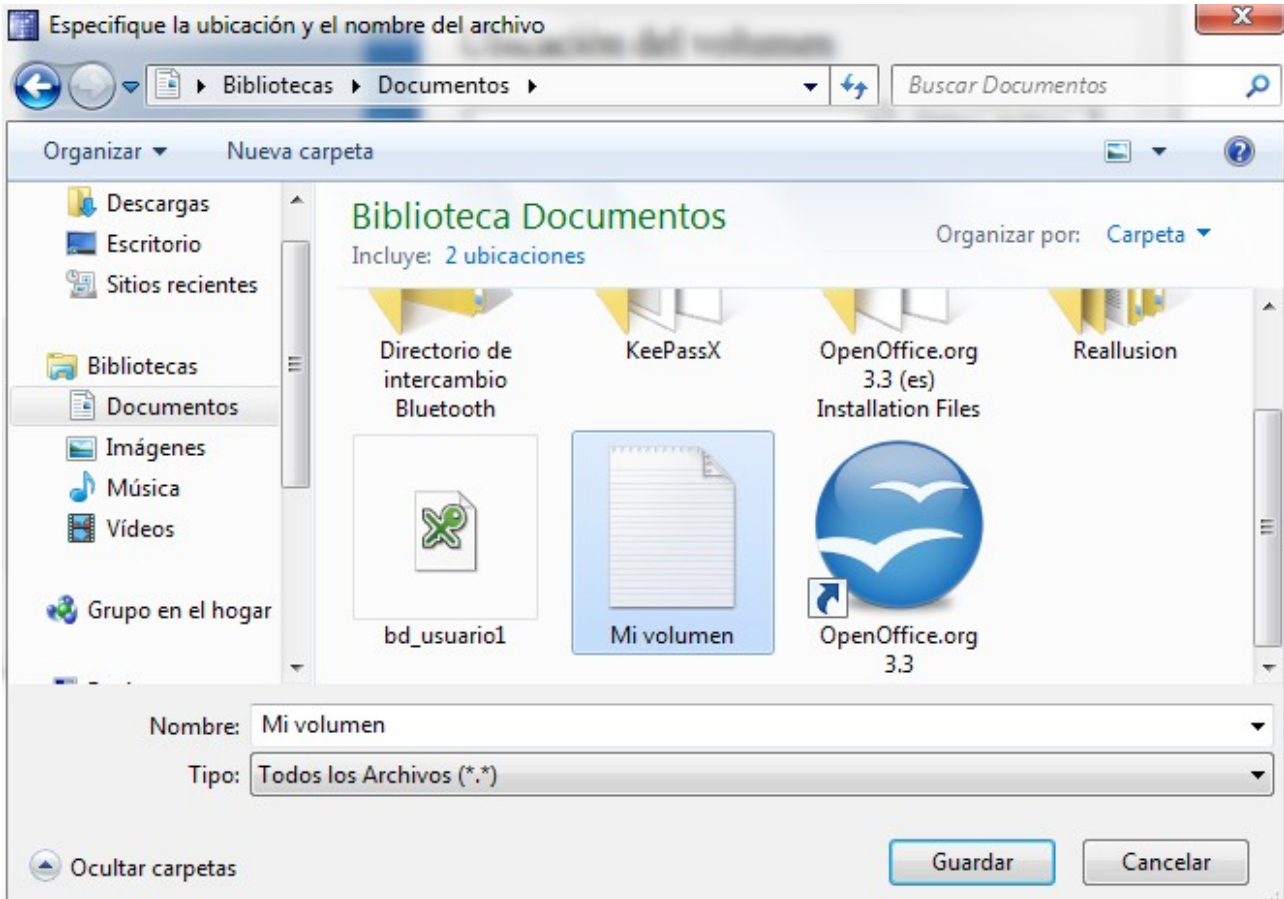 Especifique la ubicación y el nombre del archivo
Ubicación del volumen
Bibliotecas Documentos
Buscar Documentos
Organizar Nueva carpeta
Descargas
Escritorio
Sitios recientes
Bibliotecas
Documentos
Imágenes
Música
Vídeos
Grupo en el hogar
Biblioteca Documentos
Incluye: 2 ubicaciones
Organizar por: Carpeta
Directorio de
intercambio
Bluetooth
KeePassX
OpenOffice.org
3.3 (es)
Installation Files
Reallusion
bd_usuario1
Mi volumen
OpenOffice.org
3.3
Nombre: Mi volumen
Tipo: Todos los Archivos (*.*)
Ocultar carpetas
Guardar
Cancelar